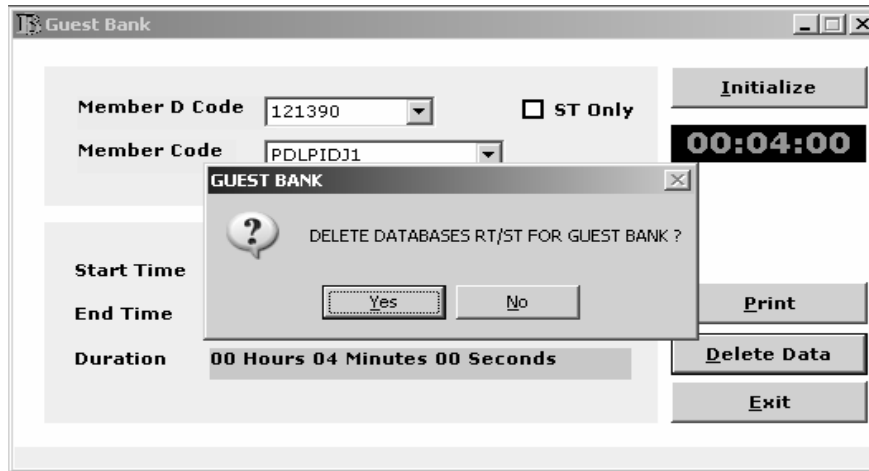 Guest Bank
Member D Code
121390
ST Only
Initialize
Member Code
PDLPIDJ1
00:04:00
GUEST BANK
DELETE DATABASES RT/ST FOR GUEST BANK ?
Yes
No
Start Time
End Time
Print
Duration
00 Hours 04 Minutes 00 Seconds
Delete Data
Exit